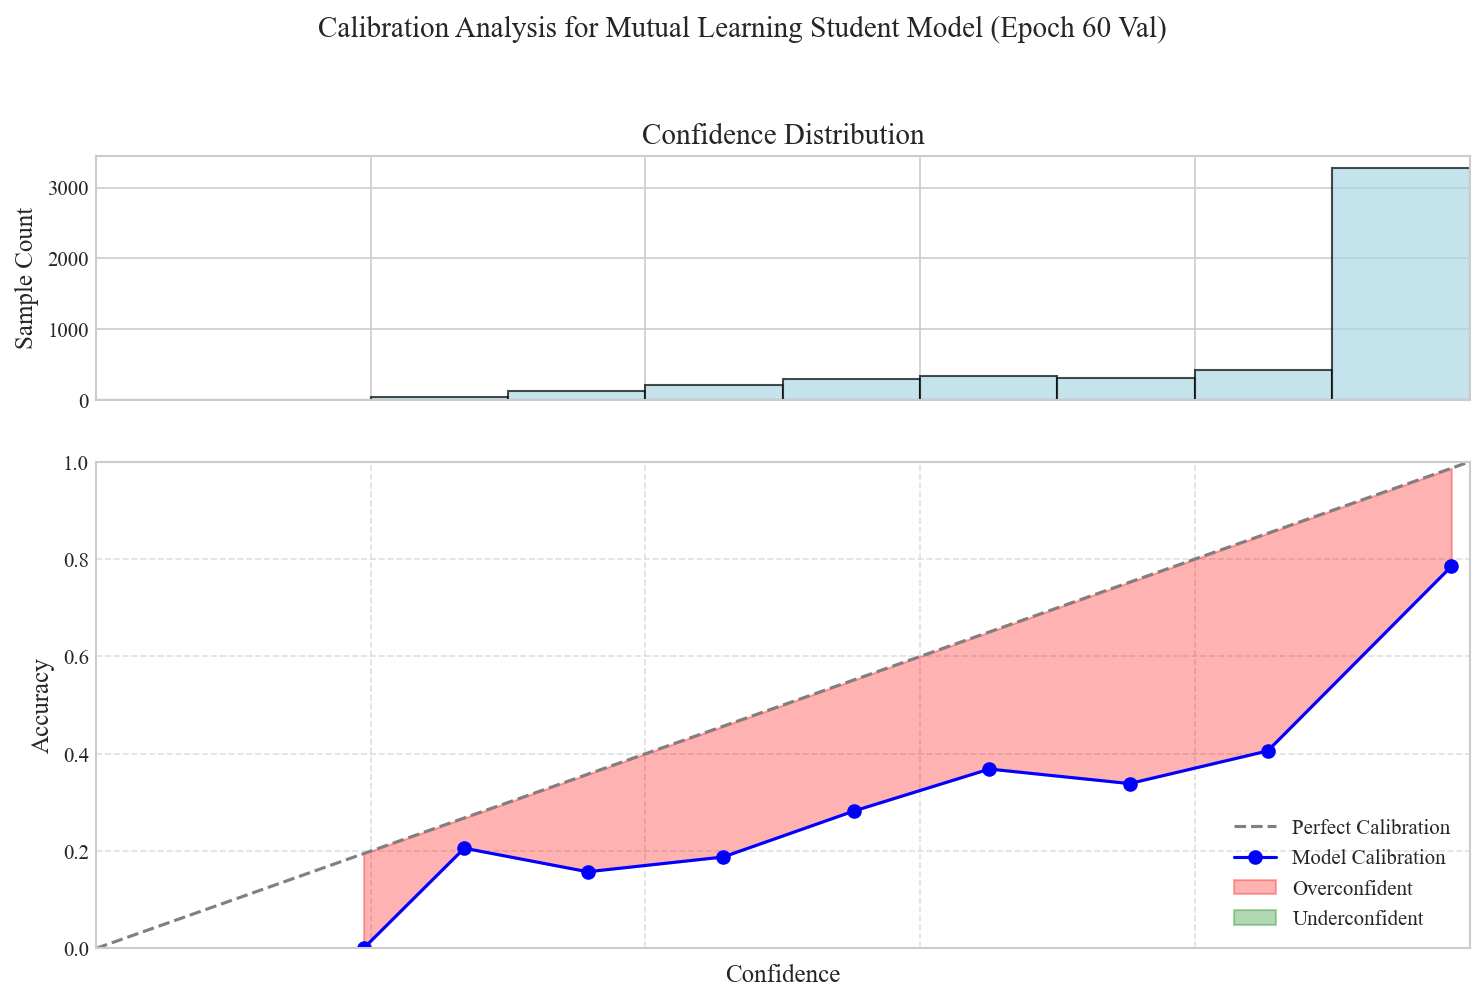 Calibration Analysis for Mutual Learning Student Model (Epoch 60 Val)
Confidence Distribution
Sample Count
3000
2000
1000
0
Accuracy
1.0
0.8
0.6
0.4
0.2
0.0
Perfect Calibration
Model Calibration
Overconfident
Underconfident
Confidence